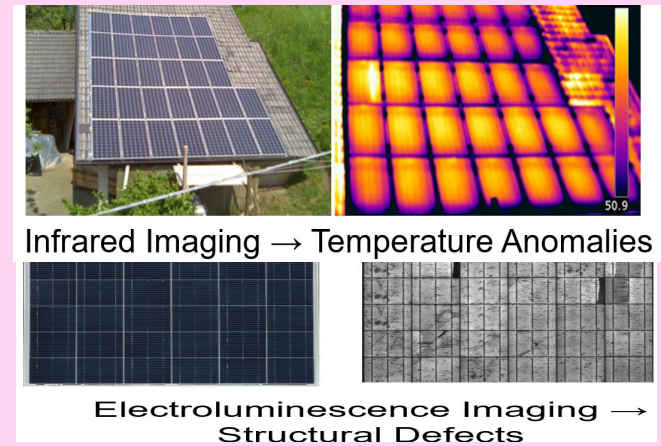 50.9
Infrared Imaging → Temperature Anomalies
Electroluminescence Imaging →
Structural Defects